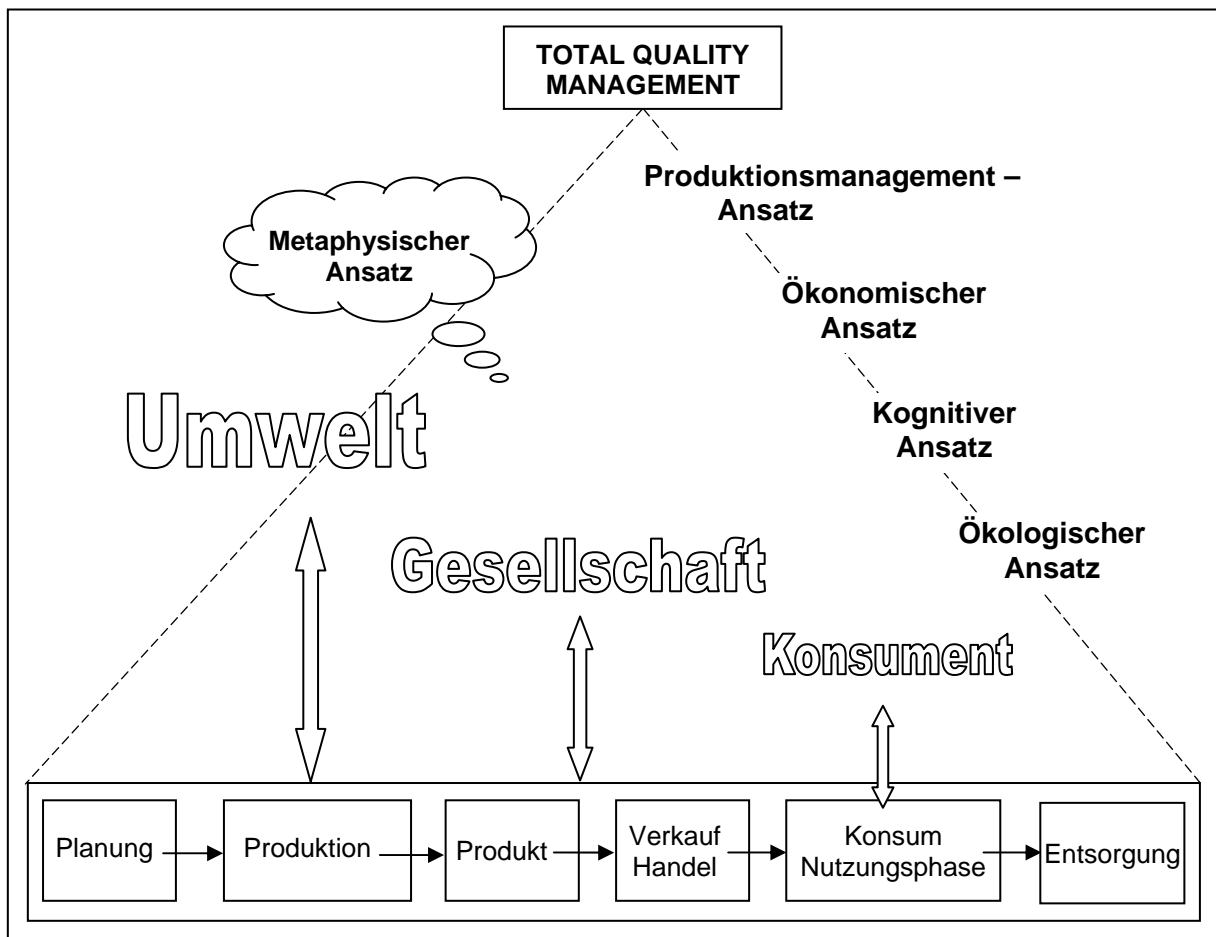 TOTAL QUALITY
MANAGEMENT
Produktionsmanagement –
Ansatz
Metaphysischer
Ansatz
Ökonomischer
Ansatz
Umwelt
Kognitiver
Ansatz
Gesellschaft
Ökologischer
Ansatz
Konsument
Planung
Produktion
Produkt
Verkauf
Handel
Konsum
Nutzungsphase
Entsorgung